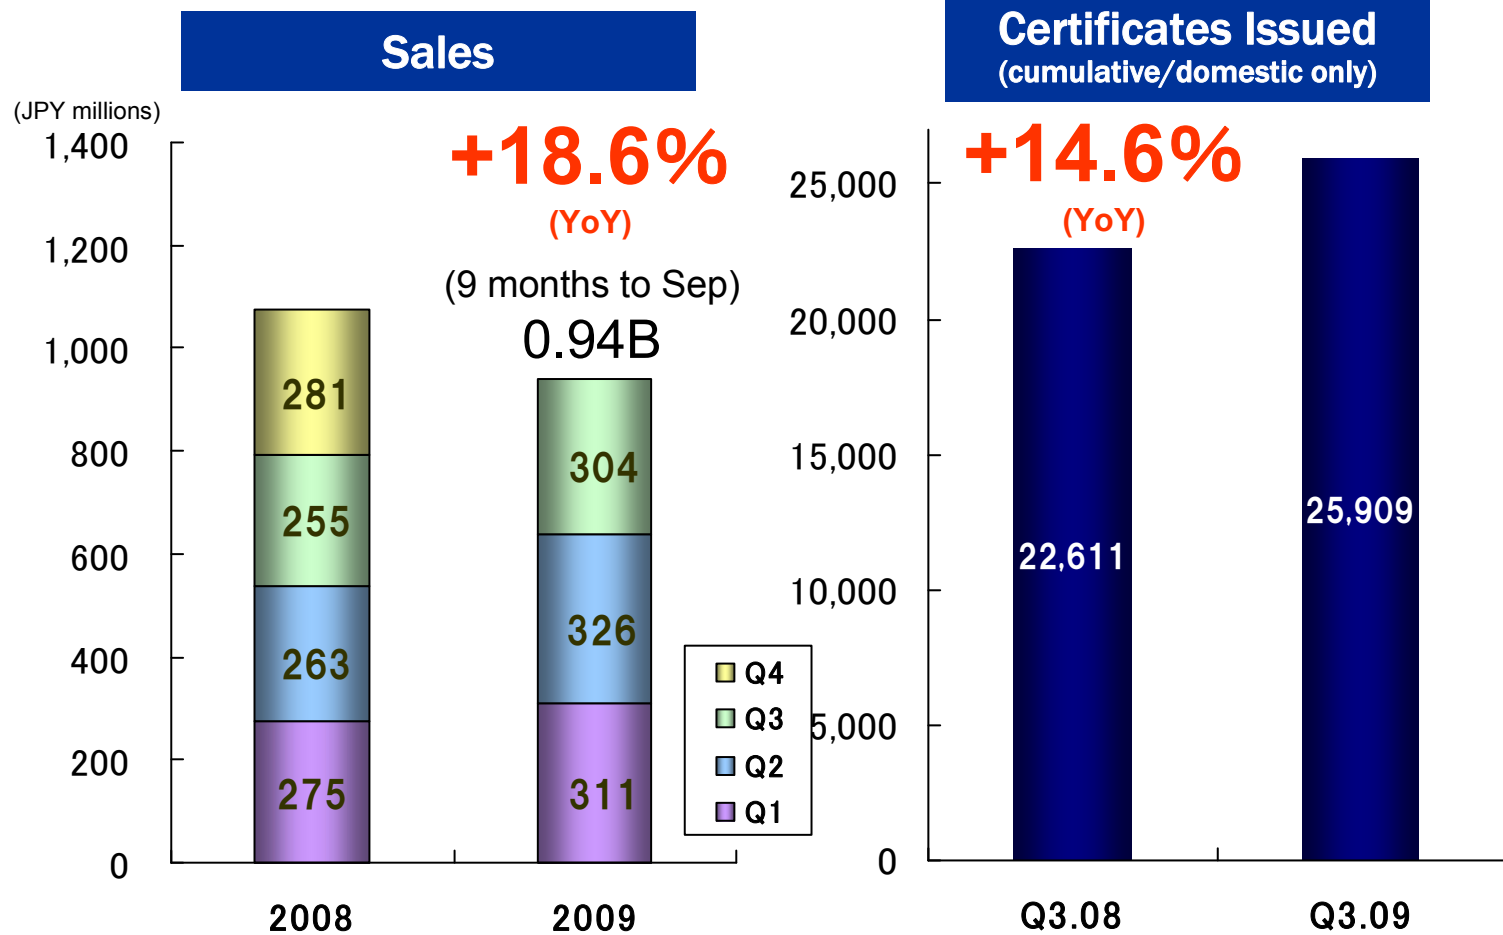 Sales
(JPY millions)
1,400
1,200
1,000
800
600
400
200
0
+18.6%
(YoY)
(9 months to Sep)
0.94B
281
255
263
275
304
326
311
2008
2009
Q4
Q3
Q2
Q1
Certificates Issued
(cumulative/domestic only)
+14.6%
(YoY)
25,000
20,000
15,000
10,000
5,000
0
22,611
25,909
Q3.08
Q3.09